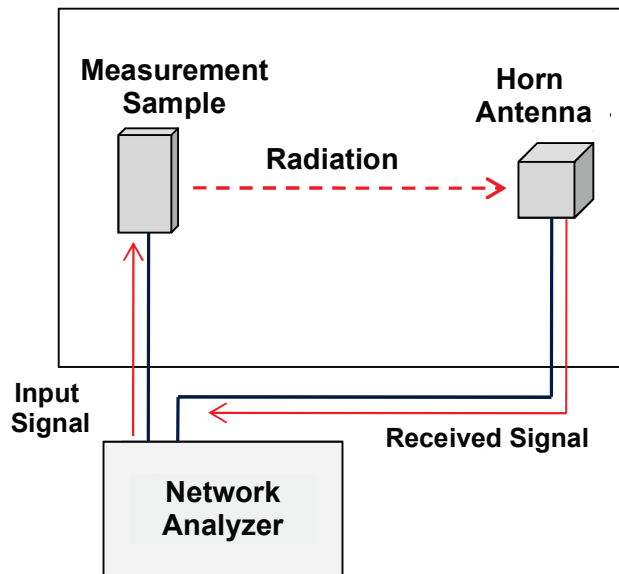 Measurement
Sample
Horn
Antenna
Radiation
Input
Signal
Received Signal
Network
Analyzer